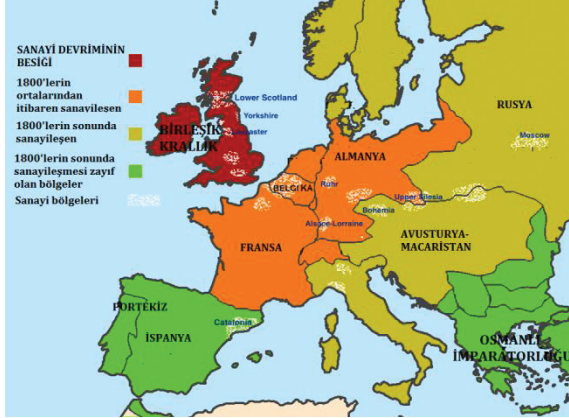 SANAYİ DEVRİMİNİN
BEŞİĞİ
1800'lerin
ortalarından
itibaren sanayileşen
1800'lerin sonunda
sanayileşen
1800'lerin sonunda
sanayileşmesi zayıf
olan bölgeler
Sanayi bölgeleri
Lower Scotland
Yorkshire
BİRLEŞİK
KRALLIK
RUSYA
Moscow
ALMANYA
BELÇİKA
Ruhr
Upper Silesia
Bohemia
Alsace-Lorraine
FRANSA
AVUSTURYA-
MACARİSTAN
PORTEKİZ
İSPANYA
Catalonia
OSMANLI
İMPARATORLUĞU